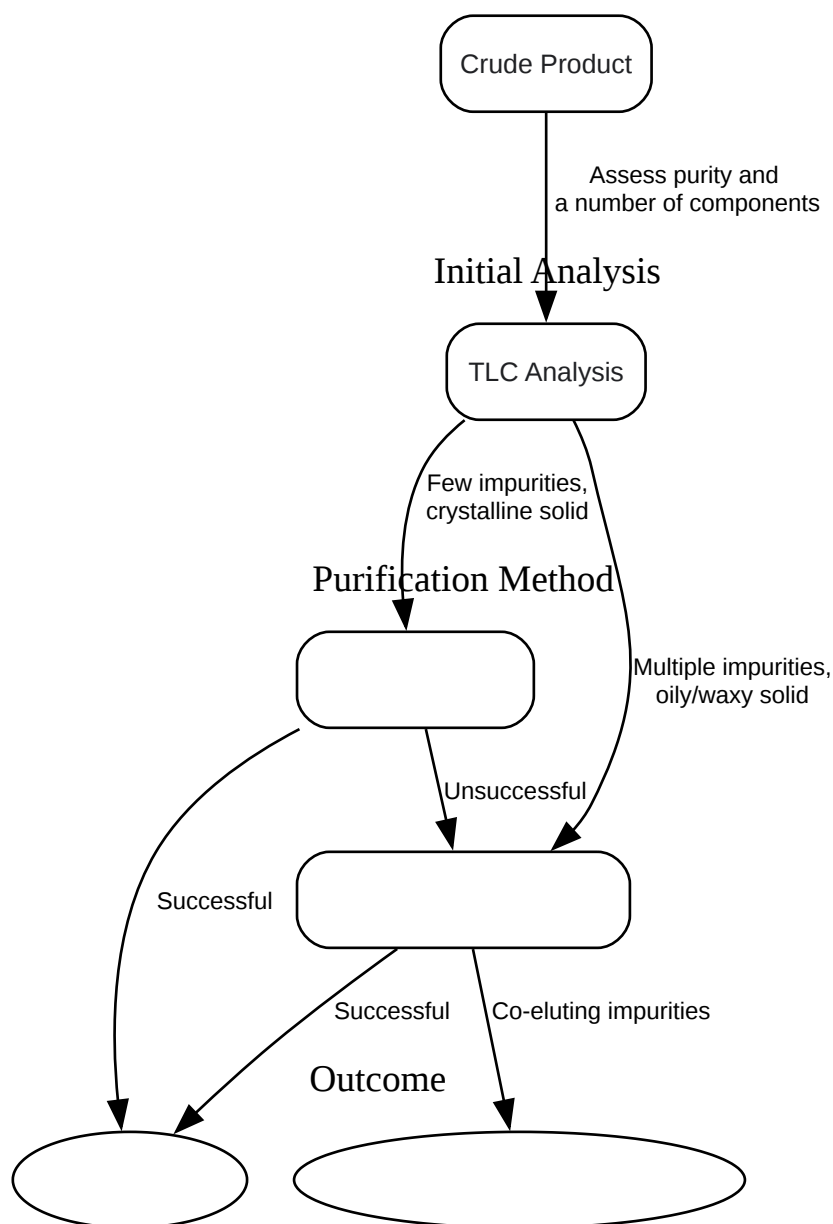 Crude Product
Assess purity and
a number of components
Initial Analysis
TLC Analysis
Few impurities,
crystalline solid
Purification Method
Multiple impurities,
oily/waxy solid
Unsuccessful
Successful
Successful
Co-eluting impurities
Outcome